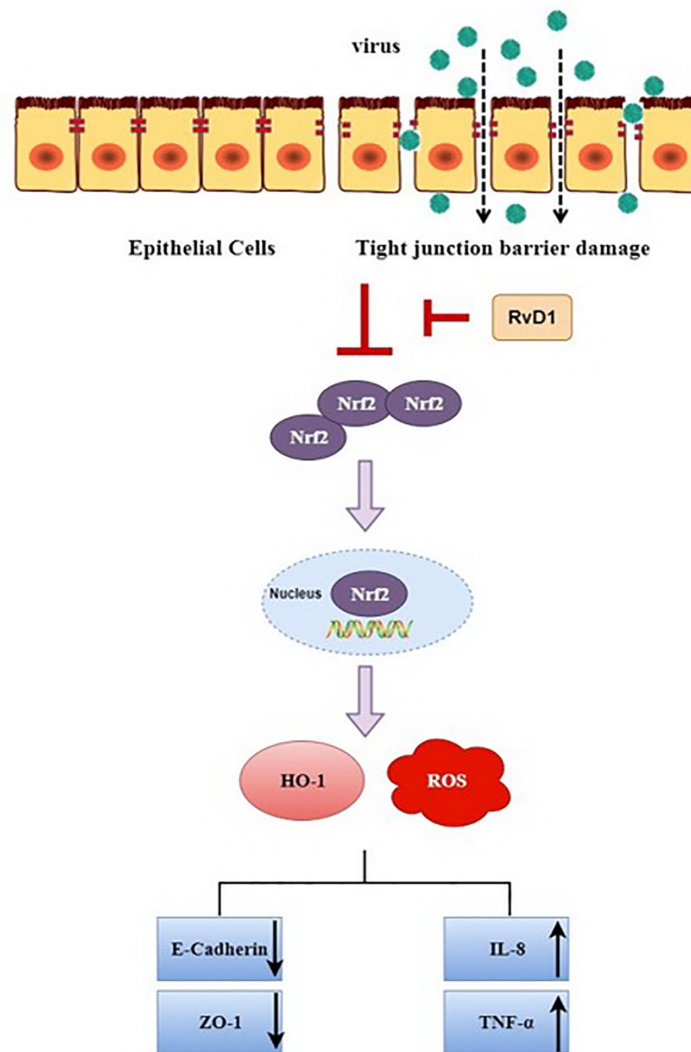 virus
Epithelial Cells
Tight junction barrier damage
RvD1
Nrf2
Nrf2
Nrf2
Nucleus
Nrf2
HO-1
ROS
E-Cadherin
IL-8
ZO-1
TNF-α